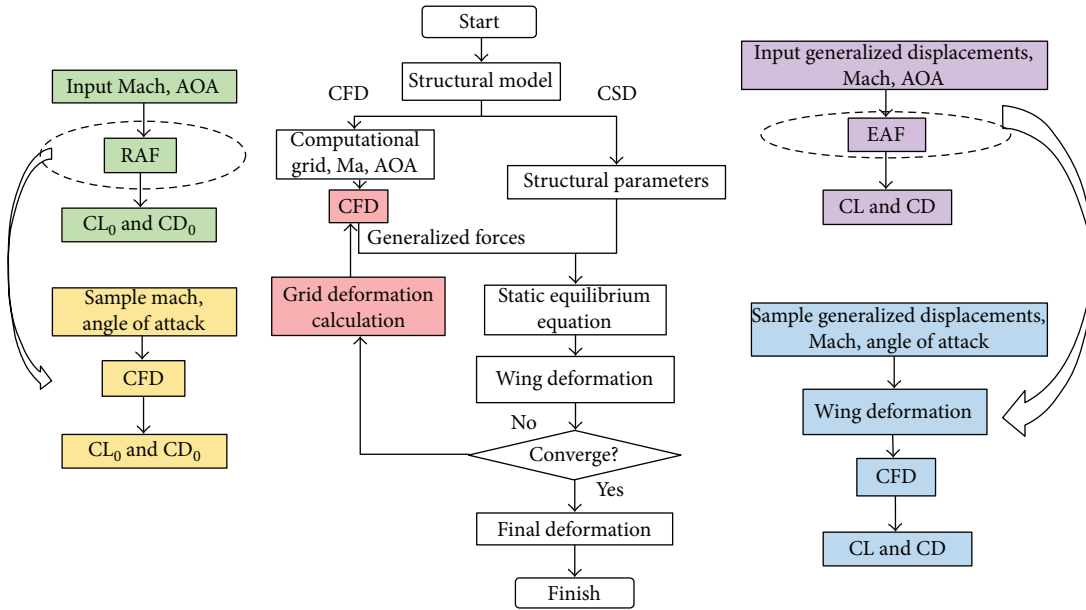 Input Mach, AOA
RAF
CL₀ and CD₀
Sample mach,
angle of attack
CFD
CL₀ and CD₀
Start
Structural model
CFD
CSD
Computational
grid, Ma, AOA
Structural parameters
CFD
Generalized forces
Grid deformation
calculation
Static equilibrium
equation
Wing deformation
No
Converge?
Yes
Final deformation
Finish
Input generalized displacements,
Mach, AOA
EAF
CL and CD
Sample generalized displacements,
Mach, angle of attack
Wing deformation
CFD
CL and CD